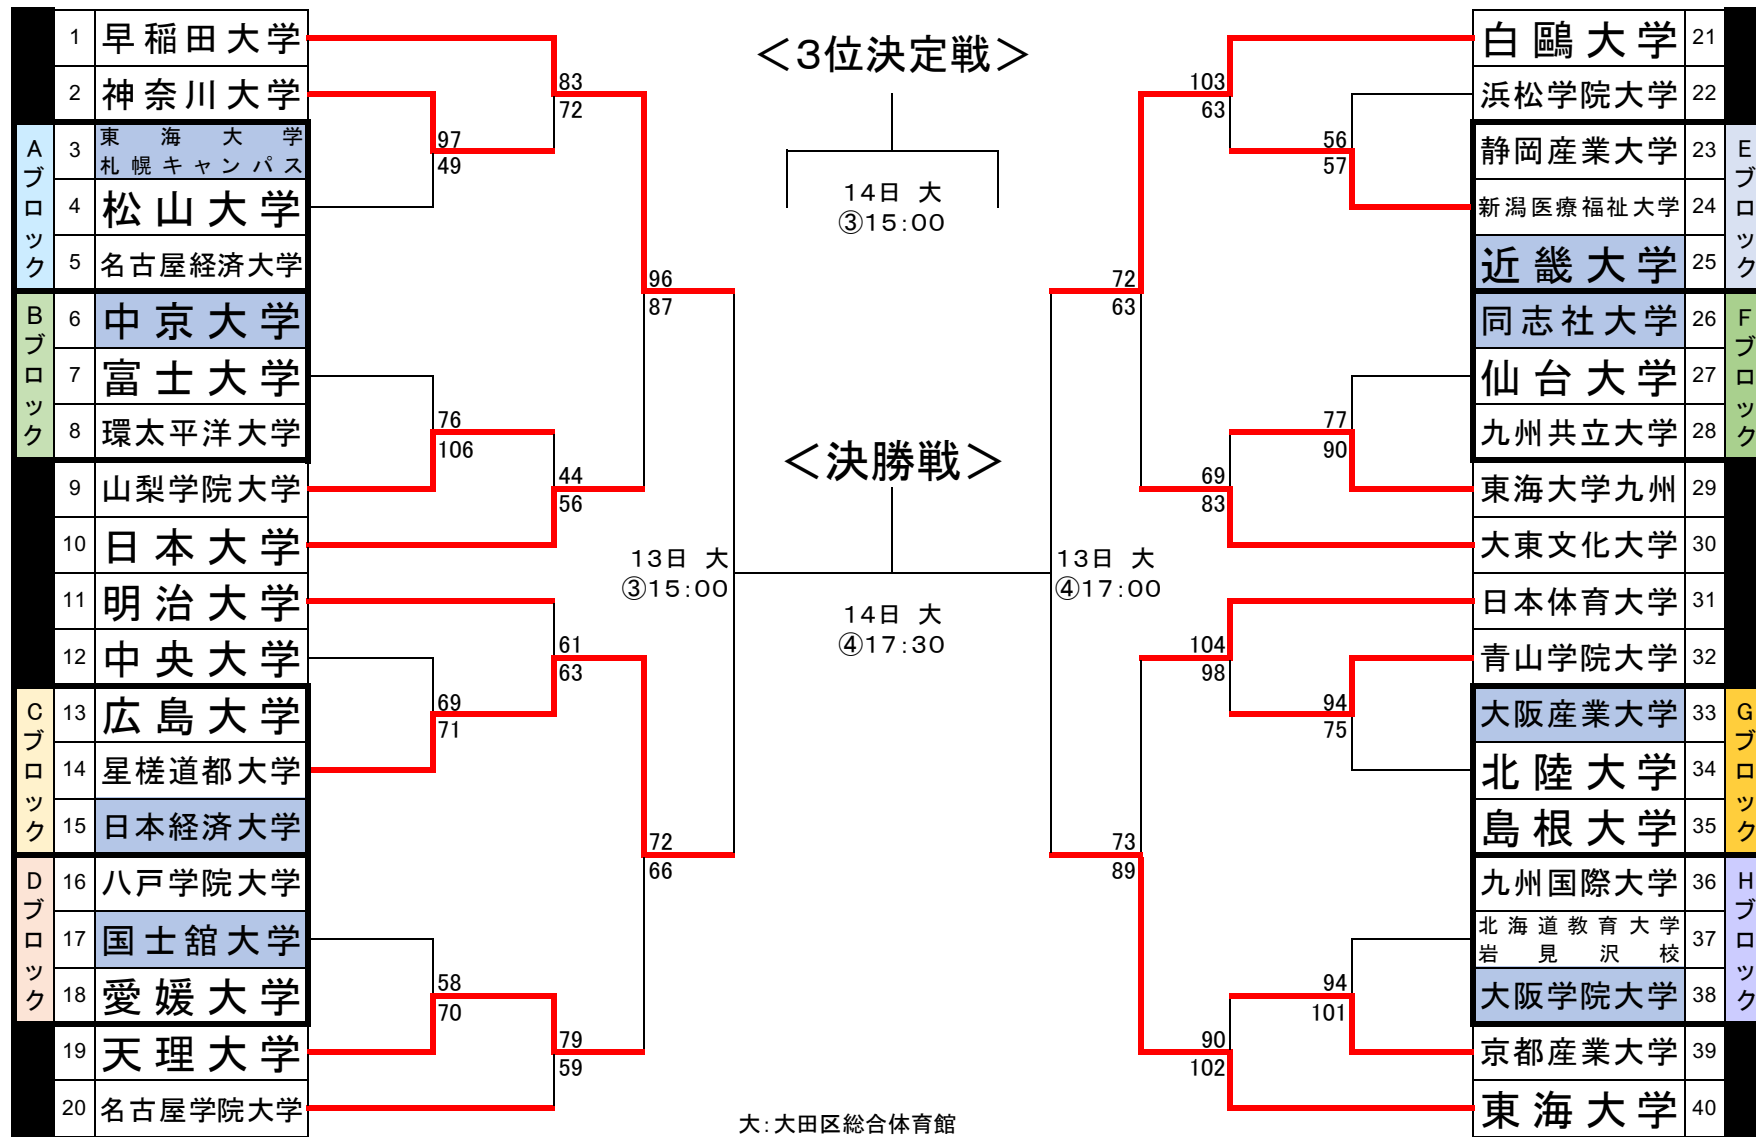 1 早稲田大学
2 神奈川大学
Aブロック
3 東海大学
札幌キャンパス
4 松山大学
5 名古屋経済大学
Bブロック
6 中京大学
7 富士大学
8 環太平洋大学
9 山梨学院大学
10 日本大学
11 明治大学
12 中央大学
Cブロック
13 広島大学
14 星槎道都大学
15 日本経済大学
Dブロック
16 八戸学院大学
17 国士舘大学
18 愛媛大学
19 天理大学
20 名古屋学院大学
97
49
76
106
69
71
58
70
83
72
44
56
61
63
79
59
96
87
72
66
13日 大
③15:00
＜3位決定戦＞
14日 大
③15:00
＜決勝戦＞
14日 大
④17:30
大:大田区総合体育館
13日 大
④17:00
72
63
73
89
103
63
69
83
104
98
90
102
56
57
77
90
94
75
94
101
白鷗大学 21
浜松学院大学 22
静岡産業大学 23
新潟医療福祉大学 24
近畿大学 25
Eブロック
同志社大学 26
仙台大学 27
九州共立大学 28
Fブロック
東海大学九州 29
大東文化大学 30
日本体育大学 31
青山学院大学 32
大阪産業大学 33
北陸大学 34
島根大学 35
Gブロック
九州国際大学 36
北海道教育大学
岩見沢校 37
大阪学院大学 38
Hブロック
京都産業大学 39
東海大学 40